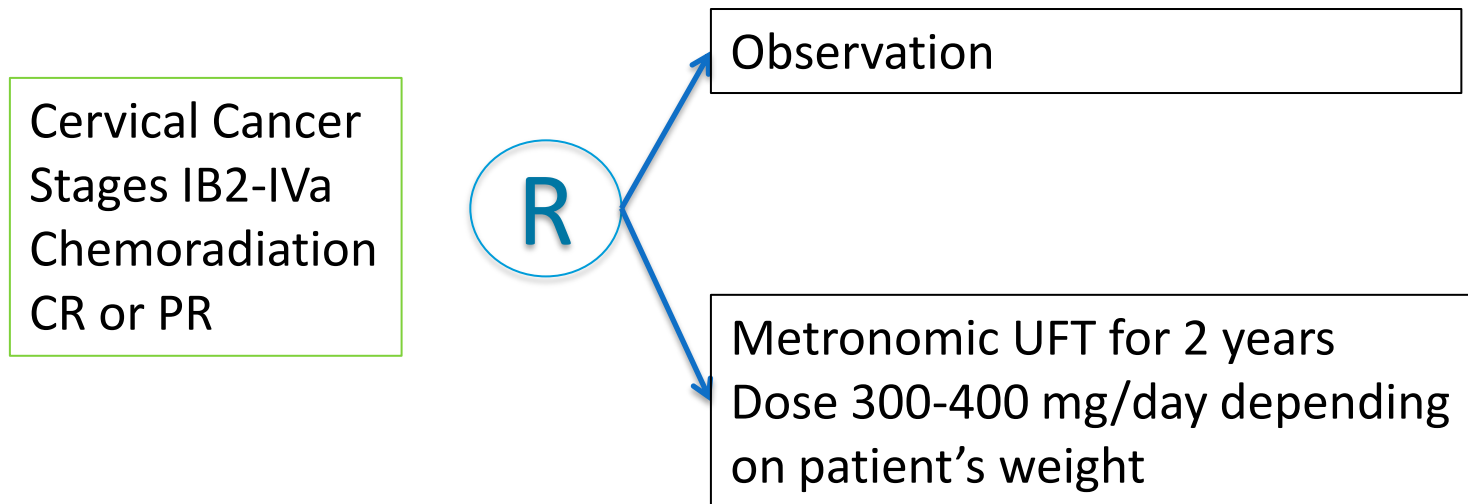 Cervical Cancer
Stages IB2-IVa
Chemoradiation
CR or PR
R
Observation
Metronomic UFT for 2 years
Dose 300-400 mg/day depending
on patient’s weight